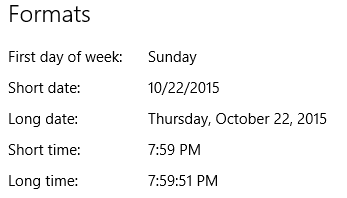 Formats
First day of week: Sunday
Short date: 10/22/2015
Long date: Thursday, October 22, 2015
Short time: 7:59 PM
Long time: 7:59:51 PM